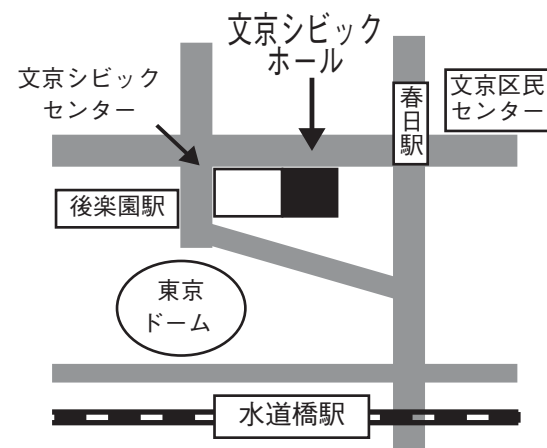 文京シビック
ホール
文京シビック
センター
春日駅
文京区民
センター
後楽園駅
東京
ドーム
水道橋駅